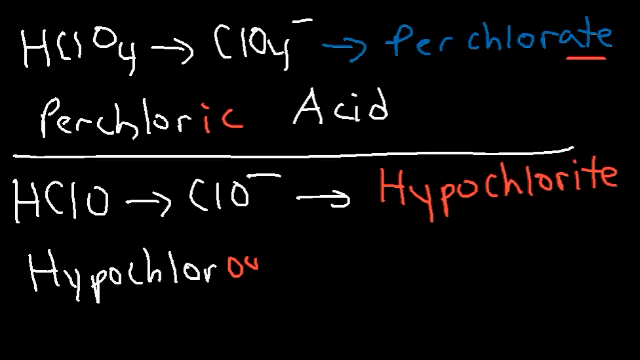 HClO₄ → ClO₄⁻ → Perchlorate
Perchloric Acid
HClO → ClO⁻ → Hypochlorite
Hypochlorou